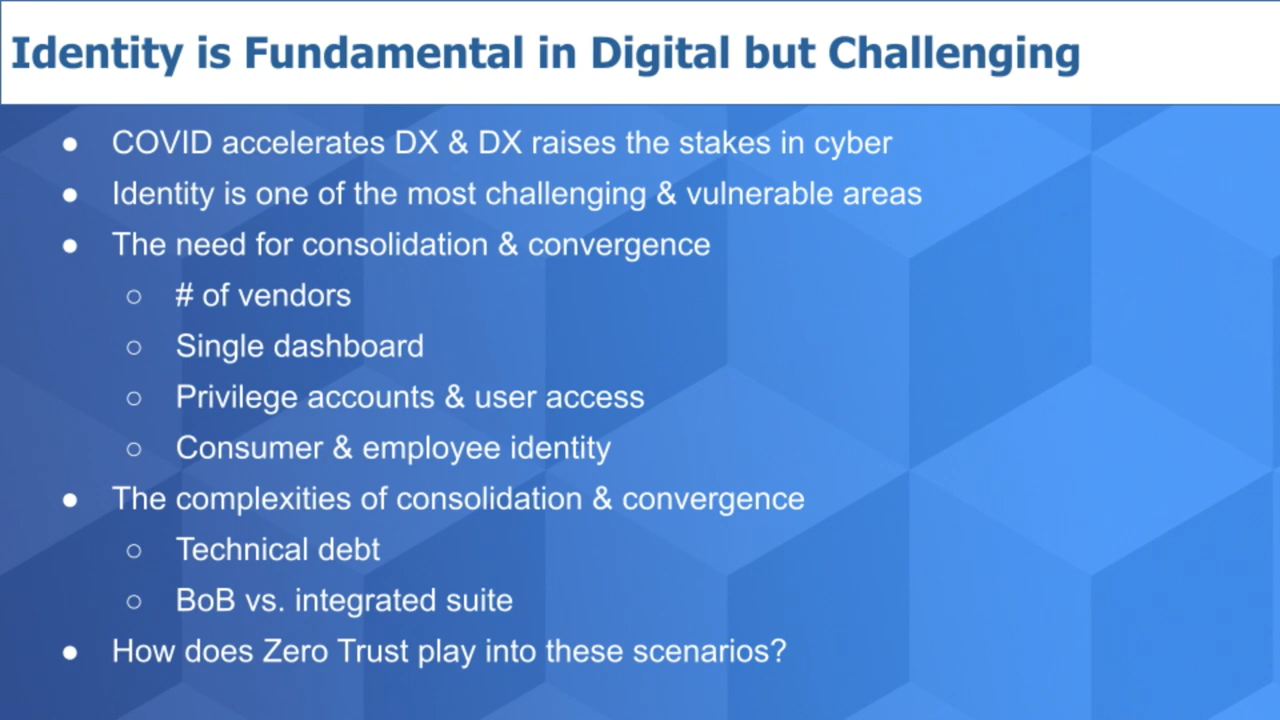 Identity is Fundamental in Digital but Challenging
● COVID accelerates DX & DX raises the stakes in cyber
● Identity is one of the most challenging & vulnerable areas
● The need for consolidation & convergence
○ # of vendors
○ Single dashboard
○ Privilege accounts & user access
○ Consumer & employee identity
● The complexities of consolidation & convergence
○ Technical debt
○ BoB vs. integrated suite
● How does Zero Trust play into these scenarios?